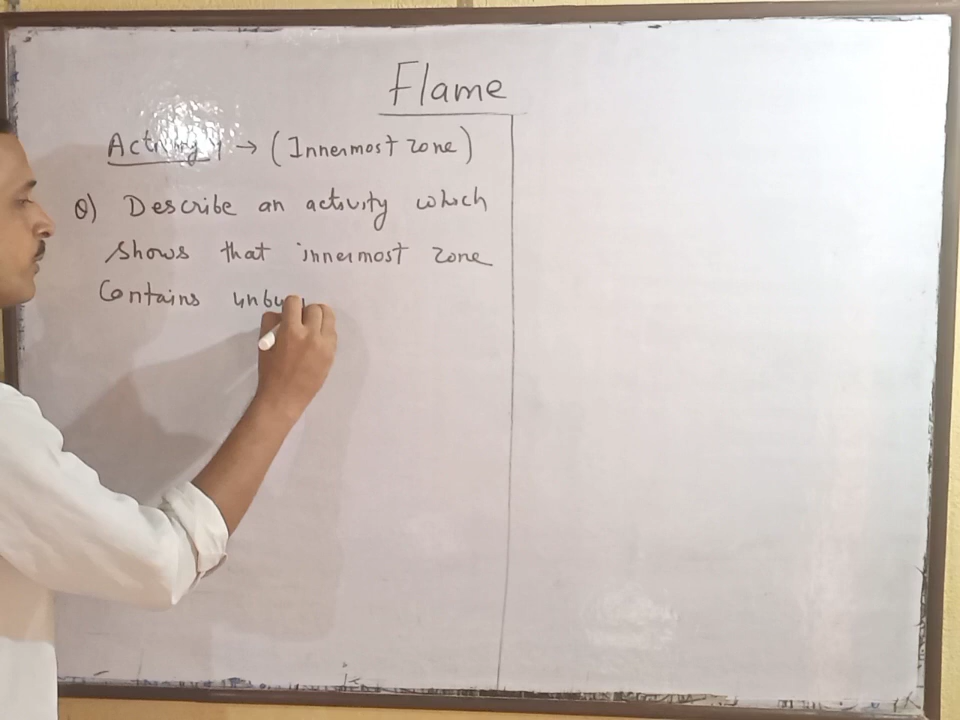 Flame
Activity 1 → (Innermost zone)
Q) Describe an activity which
shows that innermost zone
Contains